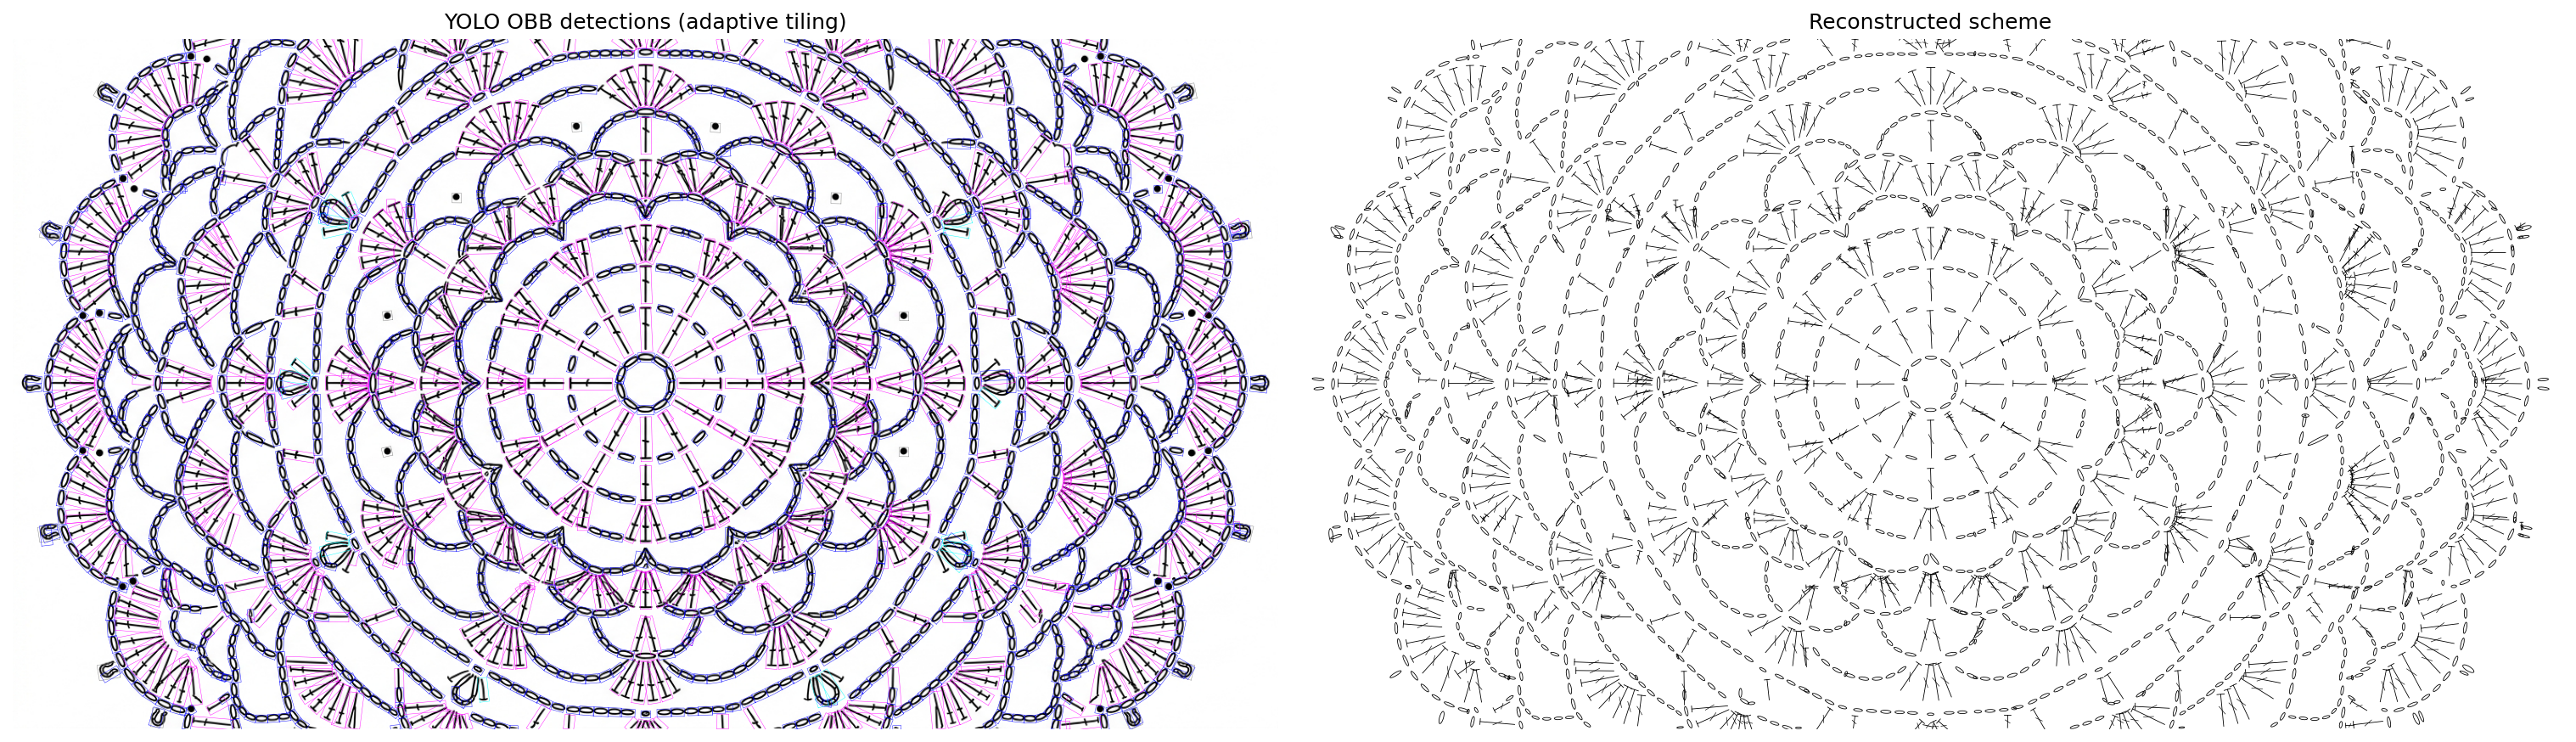 YOLO OBB detections (adaptive tiling)
Reconstructed scheme